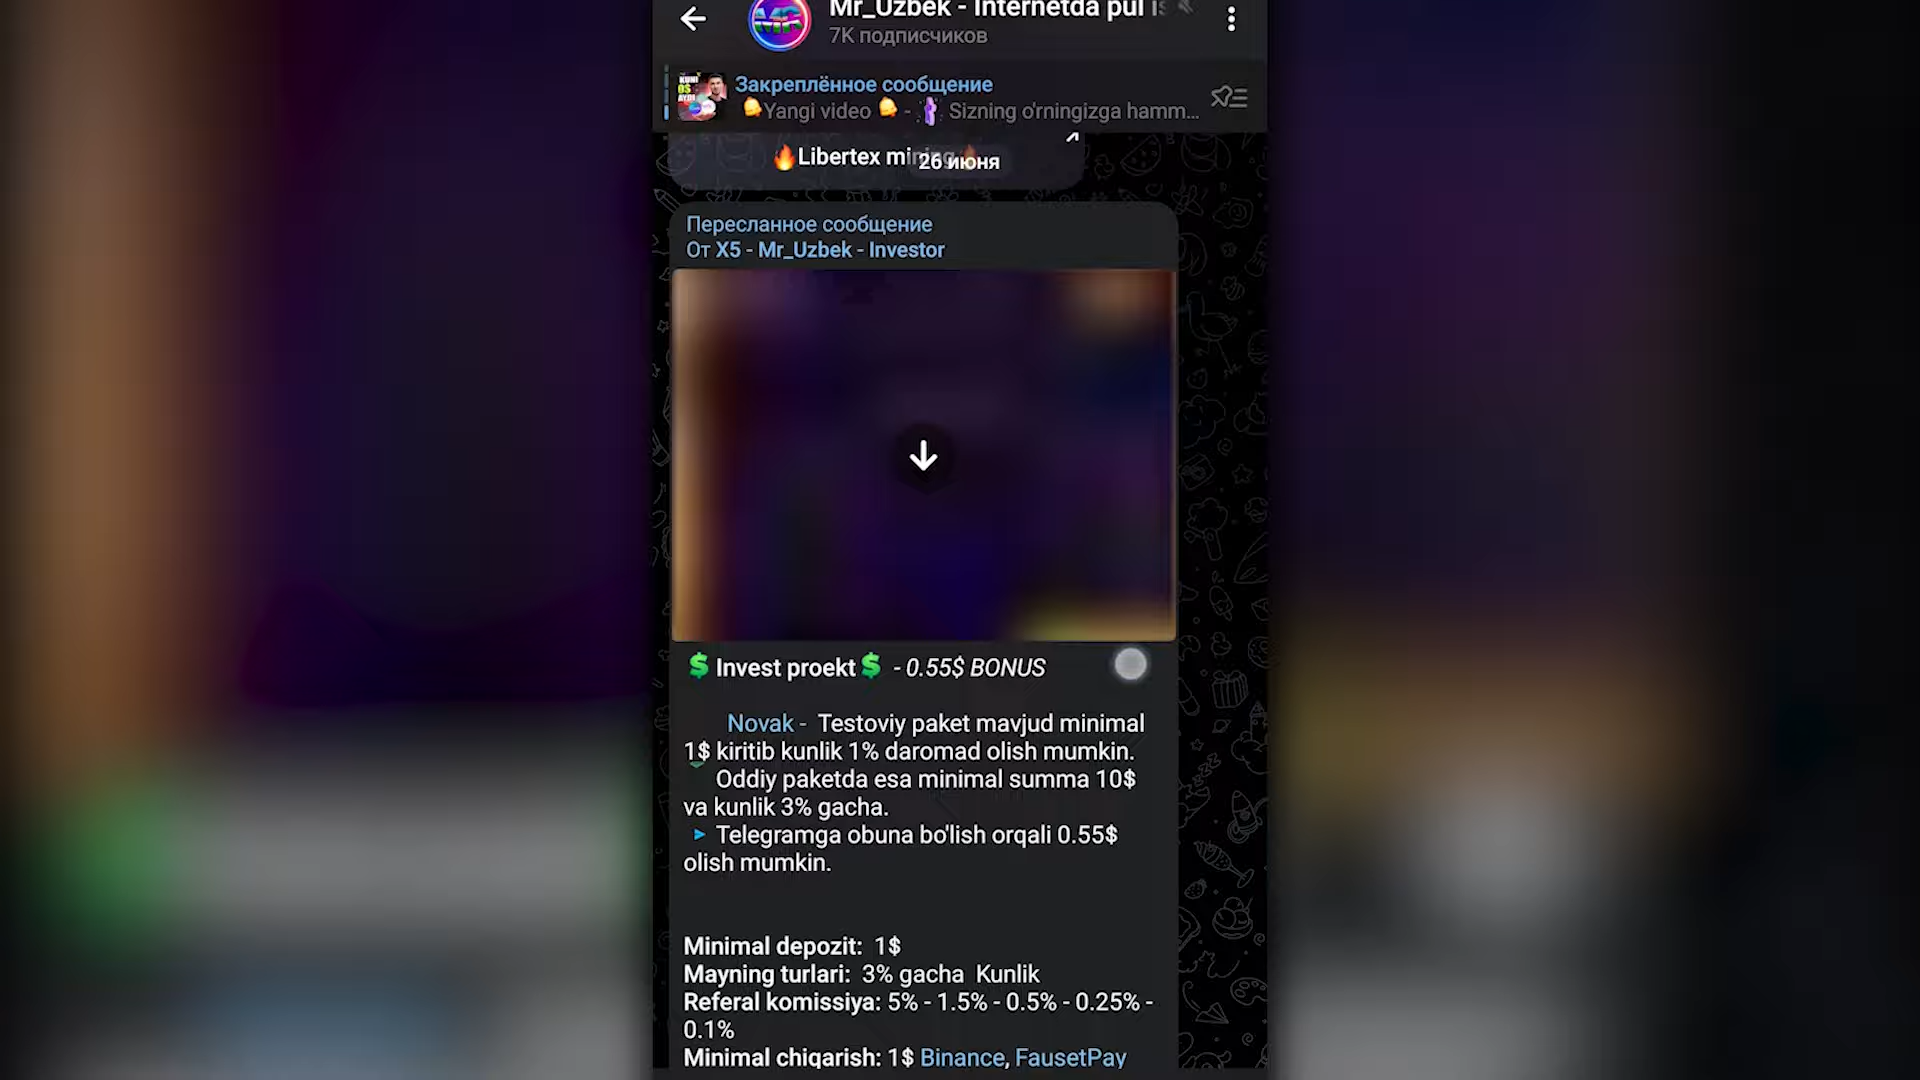 Mr_Uzbek - Internetda pul
7K подписчиков
Закреплённое сообщение
Yangi video - Sizning o'rningizga hamm...
Libertex mining
26 июня
Пересланное сообщение
От X5 - Mr_Uzbek - Investor
Invest proekt - 0.55$ BONUS
Novak - Testoviy paket mavjud minimal
1$ kiritib kunlik 1% daromad olish mumkin.
Oddiy paketda esa minimal summa 10$
va kunlik 3% gacha.
Telegramga obuna bo'lish orqali 0.55$
olish mumkin.
Minimal depozit: 1$
Mayning turlari: 3% gacha Kunlik
Referal komissiya: 5% - 1.5% - 0.5% - 0.25% -
0.1%
Minimal chiqarish: 1$ Binance, FausetPay